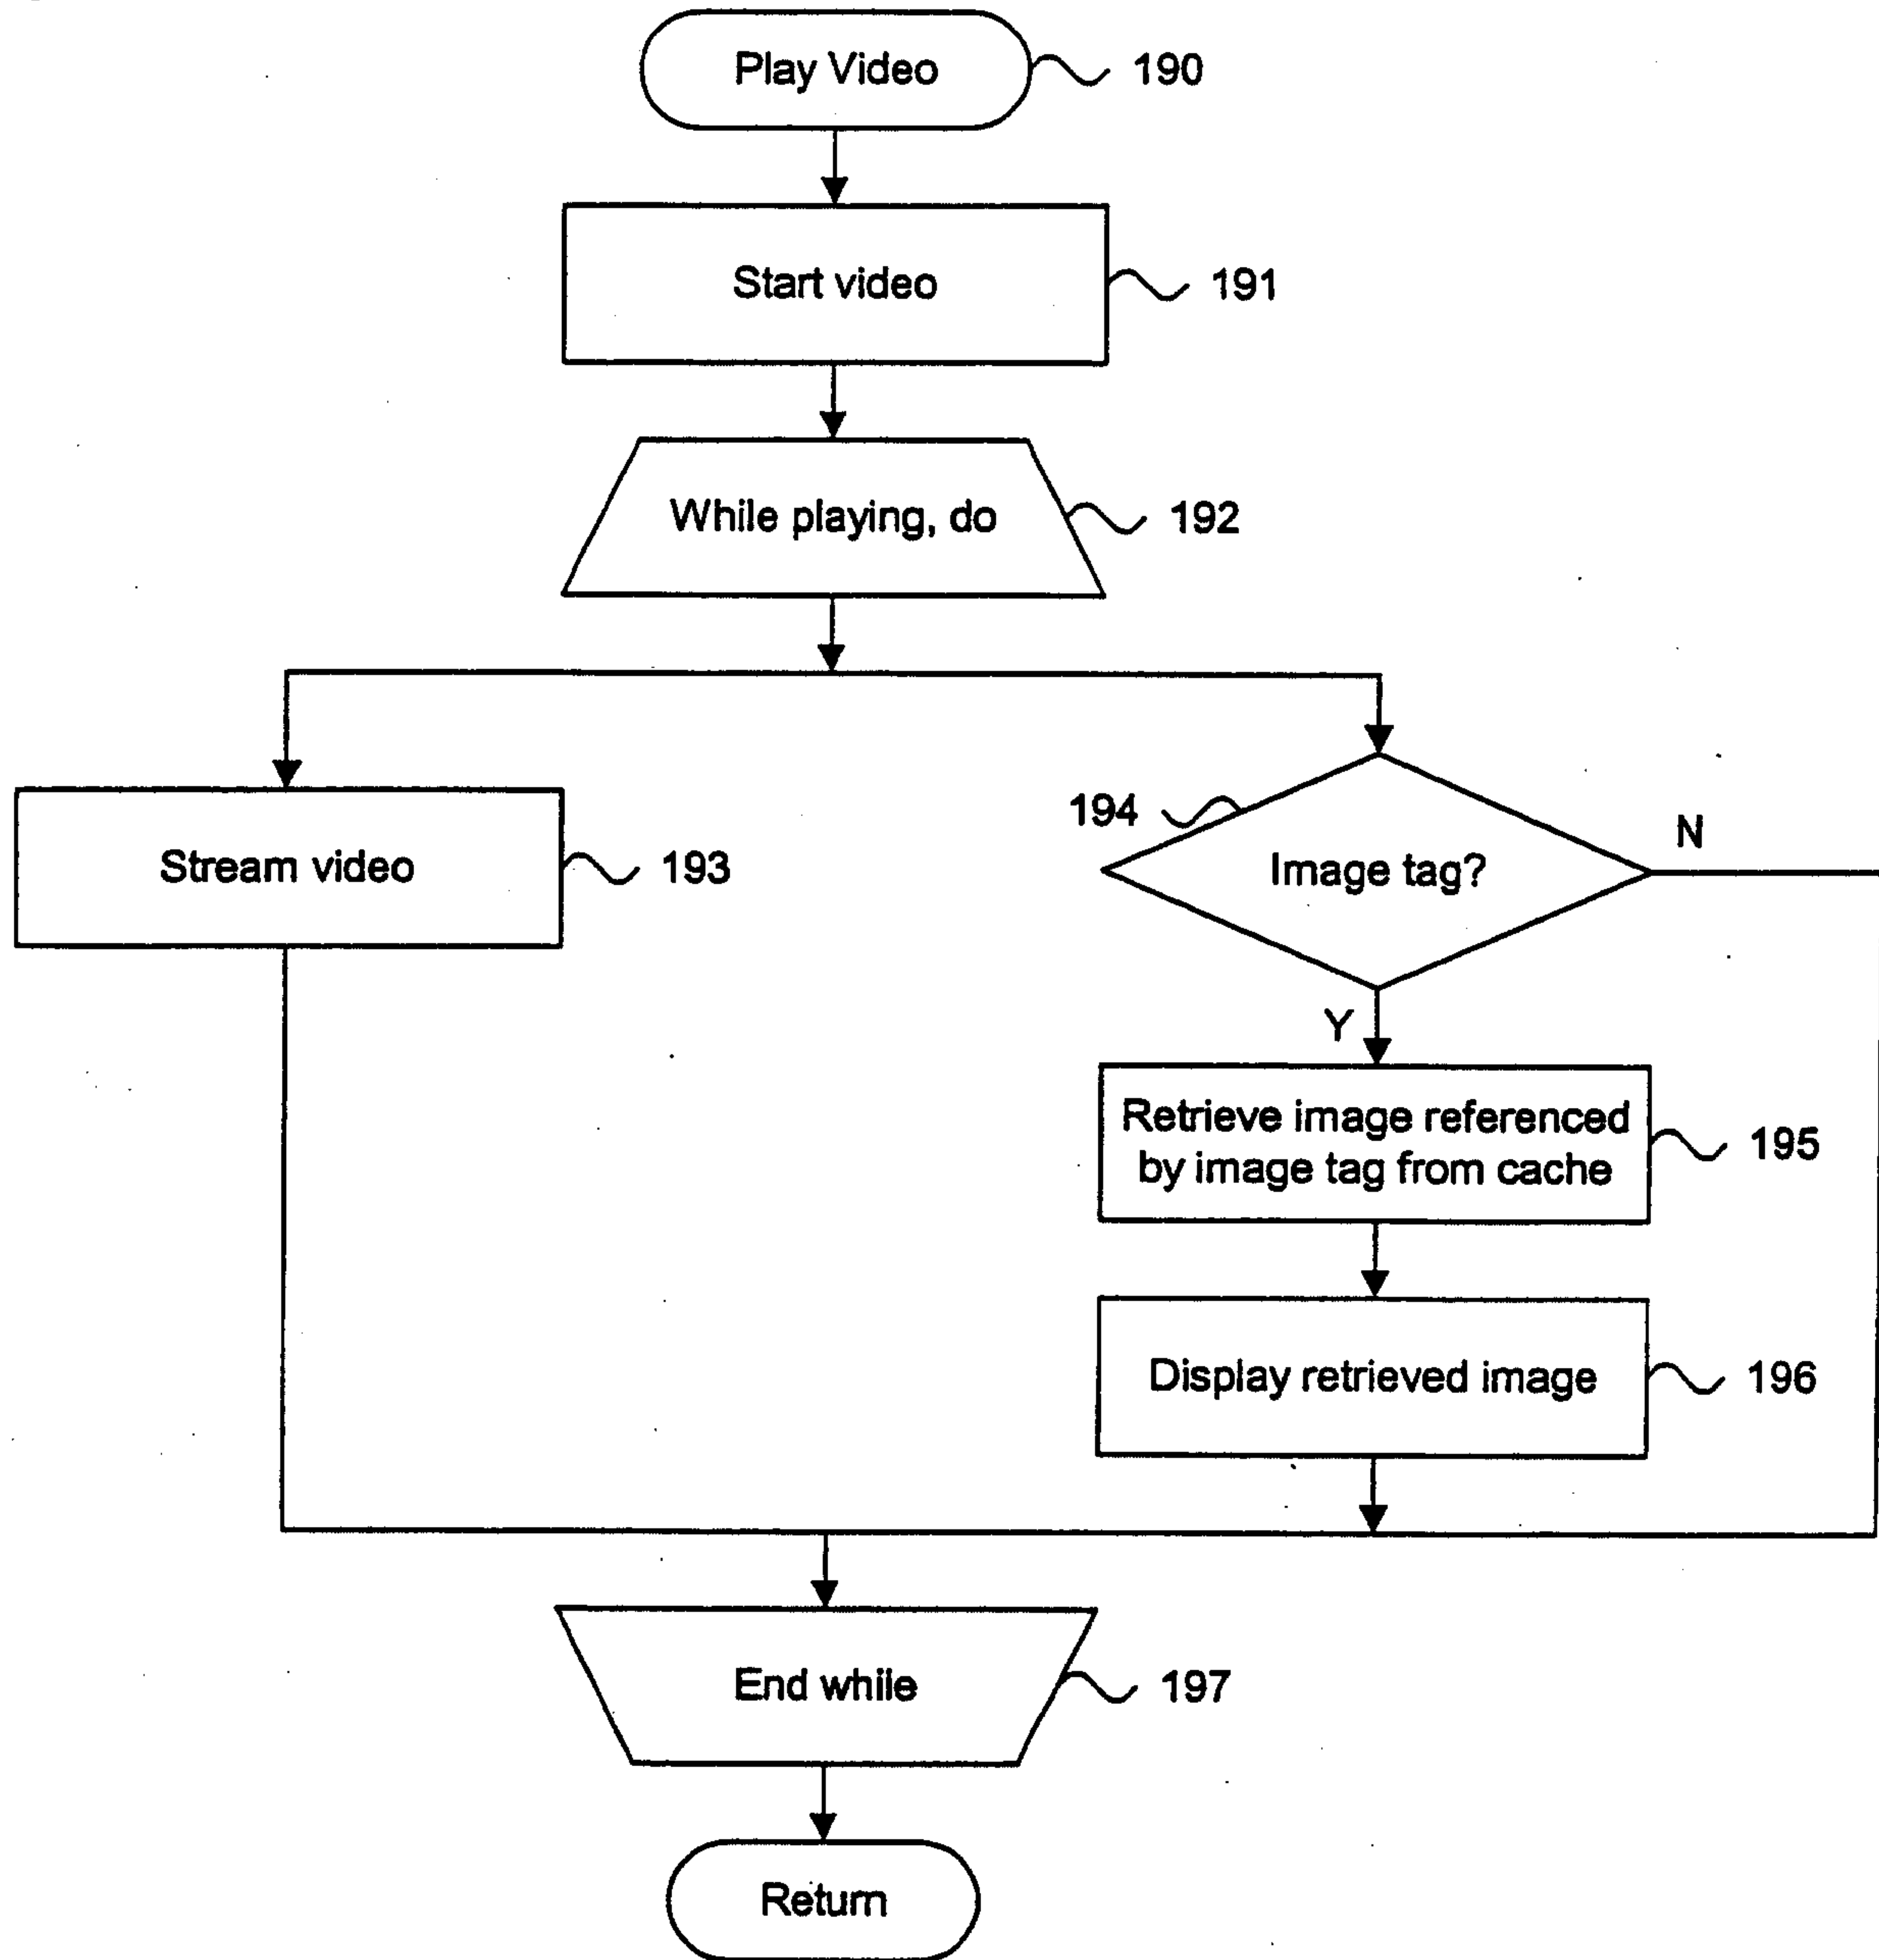 Play Video 190
Start video 191
While playing, do 192
194 N
Stream video 193
Image tag?
Y
Retrieve image referenced
by image tag from cache
195
Display retrieved image 196
End while 197
Return